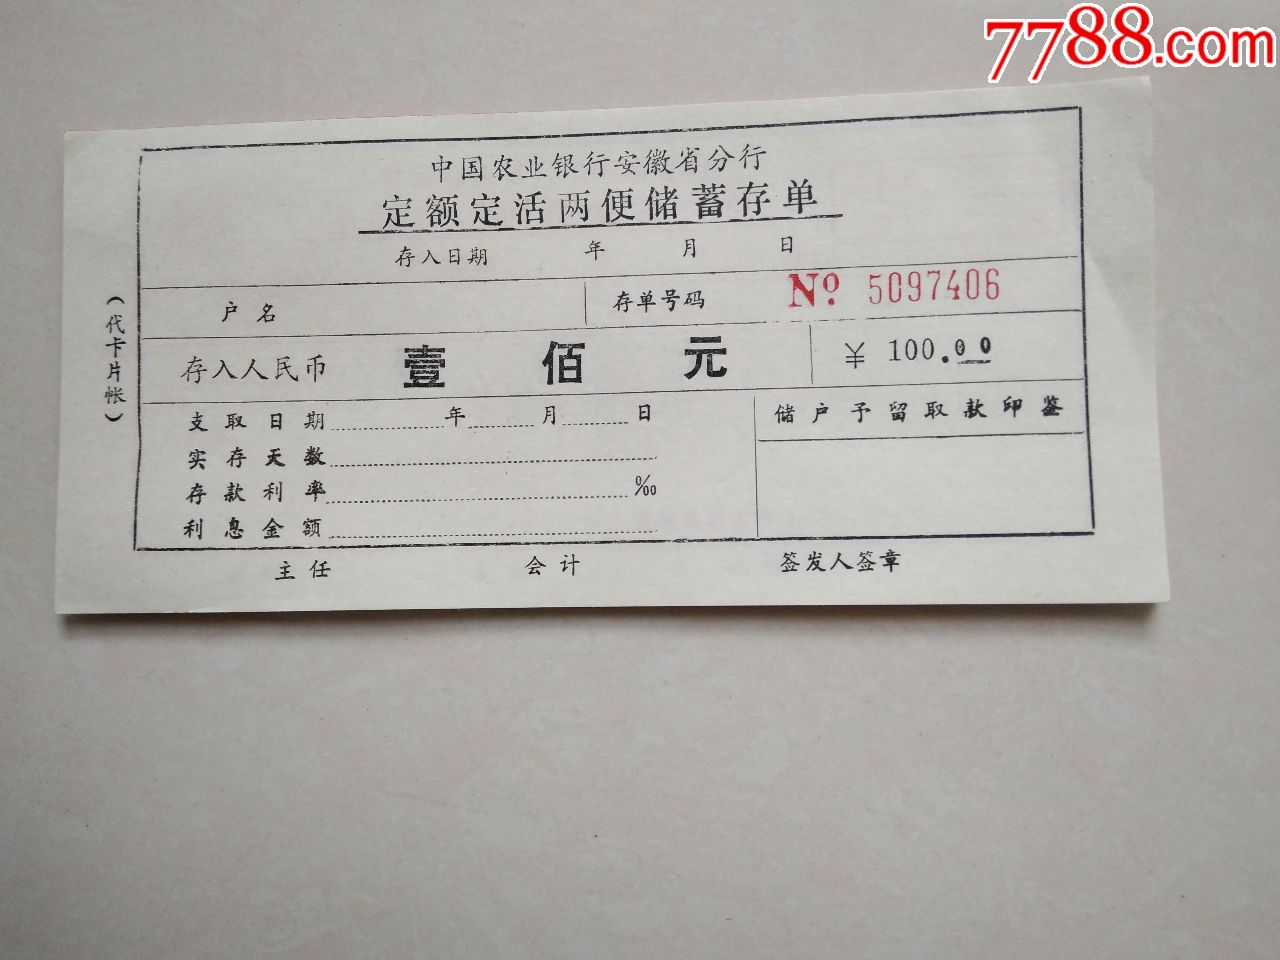 7788.com
中国农业银行安徽省分行
定额定活两便储蓄存单
存入日期 年 月 日
户名 存单号码 Nº 5097406
存入人民币 壹佰元 ¥ 100.00
(代卡片帐)
支取日期 年 月 日
储户予留取款印鉴
实存天数
存款利率 ‰
利息金额
主任 会计 签发人签章